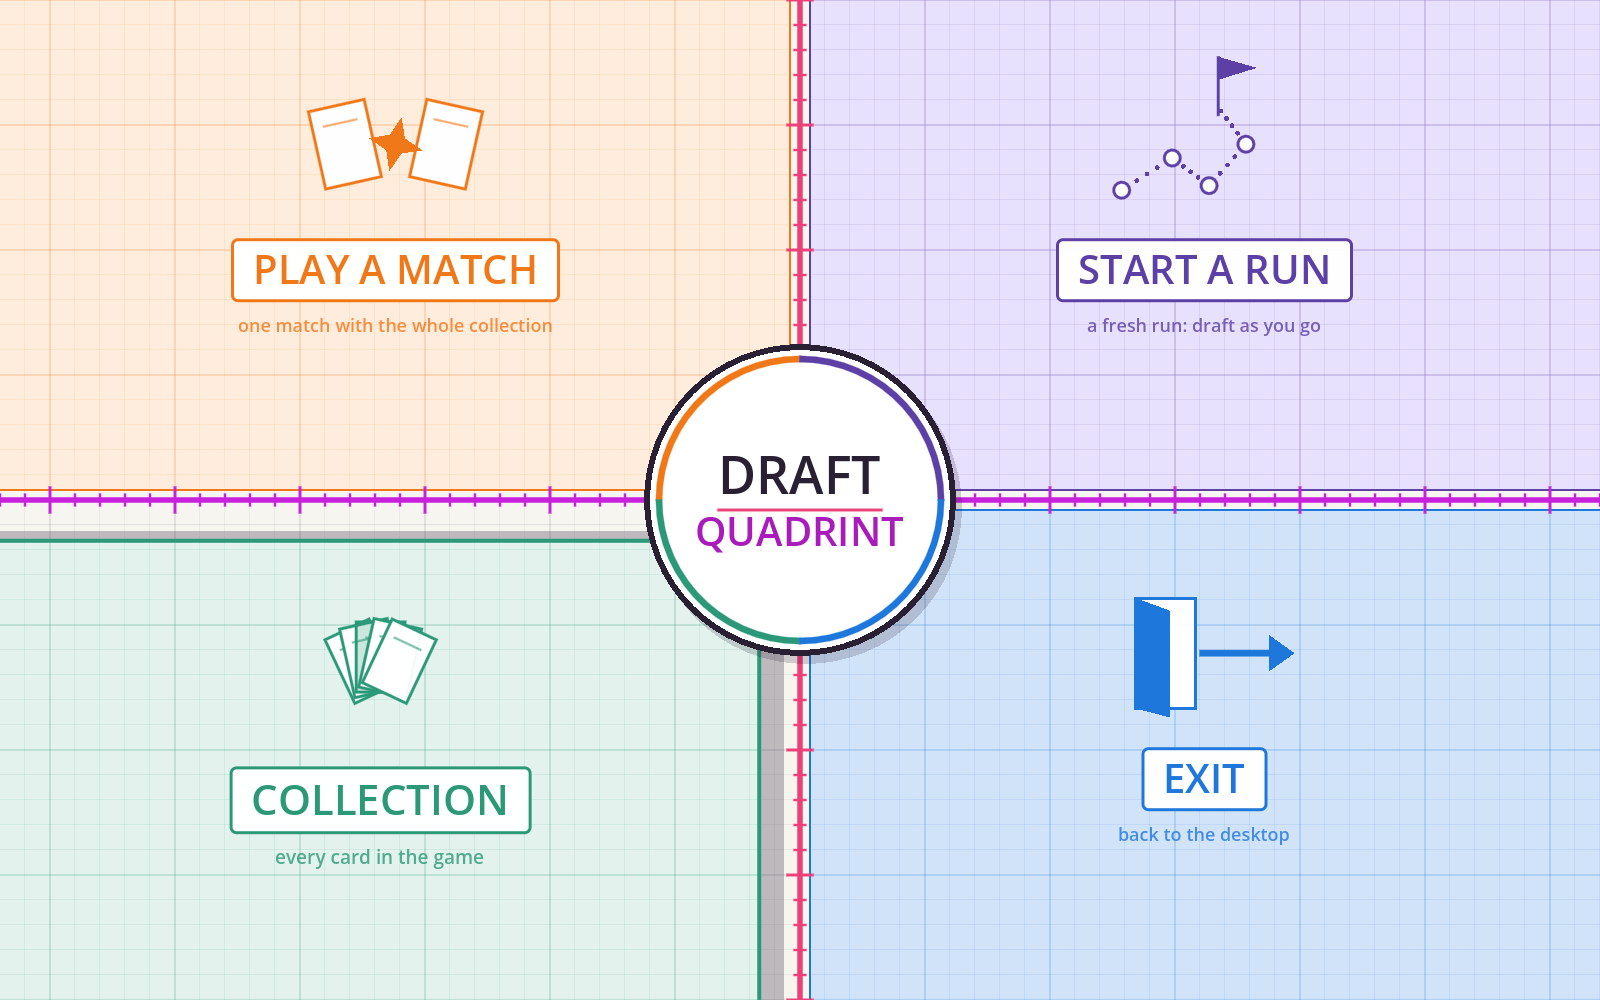 PLAY A MATCH
one match with the whole collection
START A RUN
a fresh run: draft as you go
DRAFT
QUADRINT
COLLECTION
every card in the game
EXIT
back to the desktop